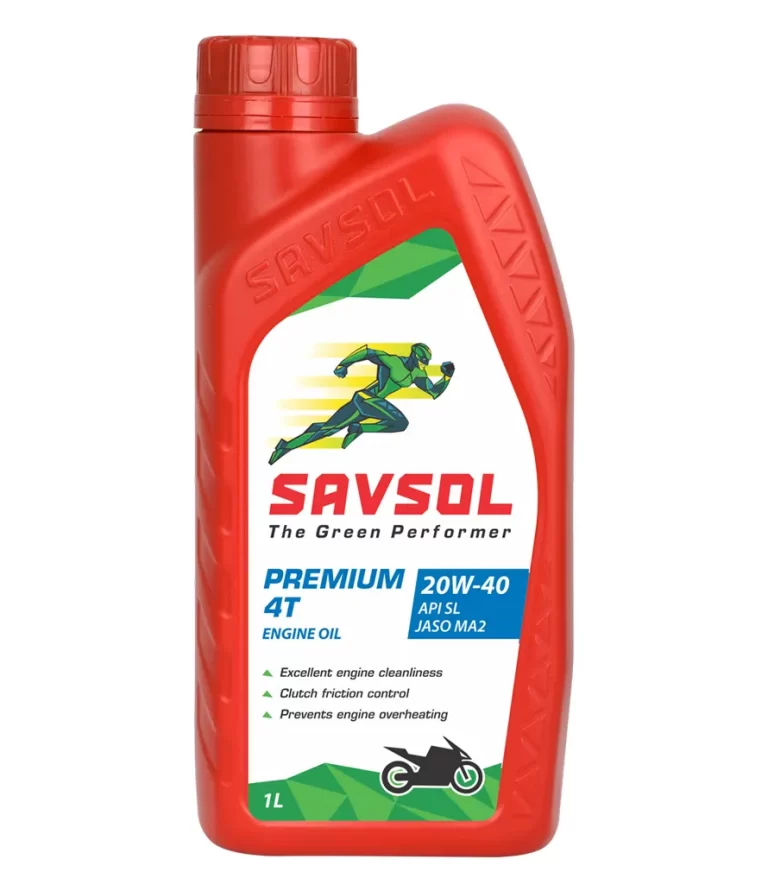 SAVSOL
SAVSOL
The Green Performer
PREMIUM
4T
ENGINE OIL
20W-40
API SL
JASO MA2
Excellent engine cleanliness
Clutch friction control
Prevents engine overheating
1L